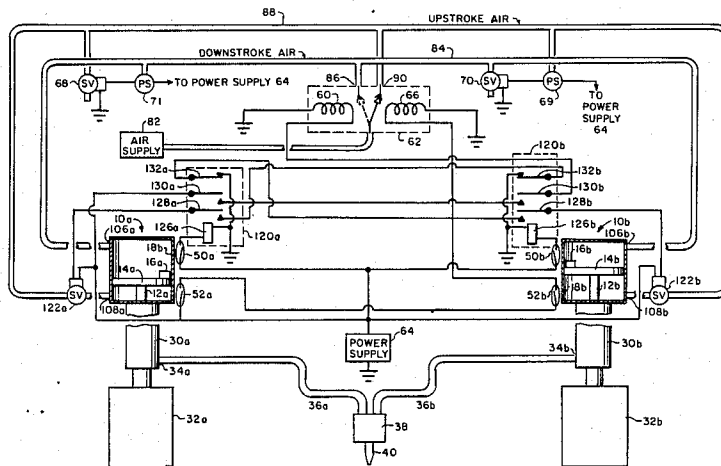 88
UPSTROKE AIR
DOWNSTROKE AIR
84
68
SV
PS
71
TO POWER SUPPLY 64
86
90
60
66
62
70
SV
PS
69
TO
POWER
SUPPLY
64
82
AIR
SUPPLY
120b
132a
132b
130a
130b
128a
128b
10a
126a
120a
126b
10b
106a
18b
50a
50b
16b
106b
14a
16a
14b
12a
52a
52b
18b
12b
122a
SV
108a
108b
SV
122b
64
POWER
SUPPLY
30a
34a
34b
30b
36a
36b
38
40
32a
32b